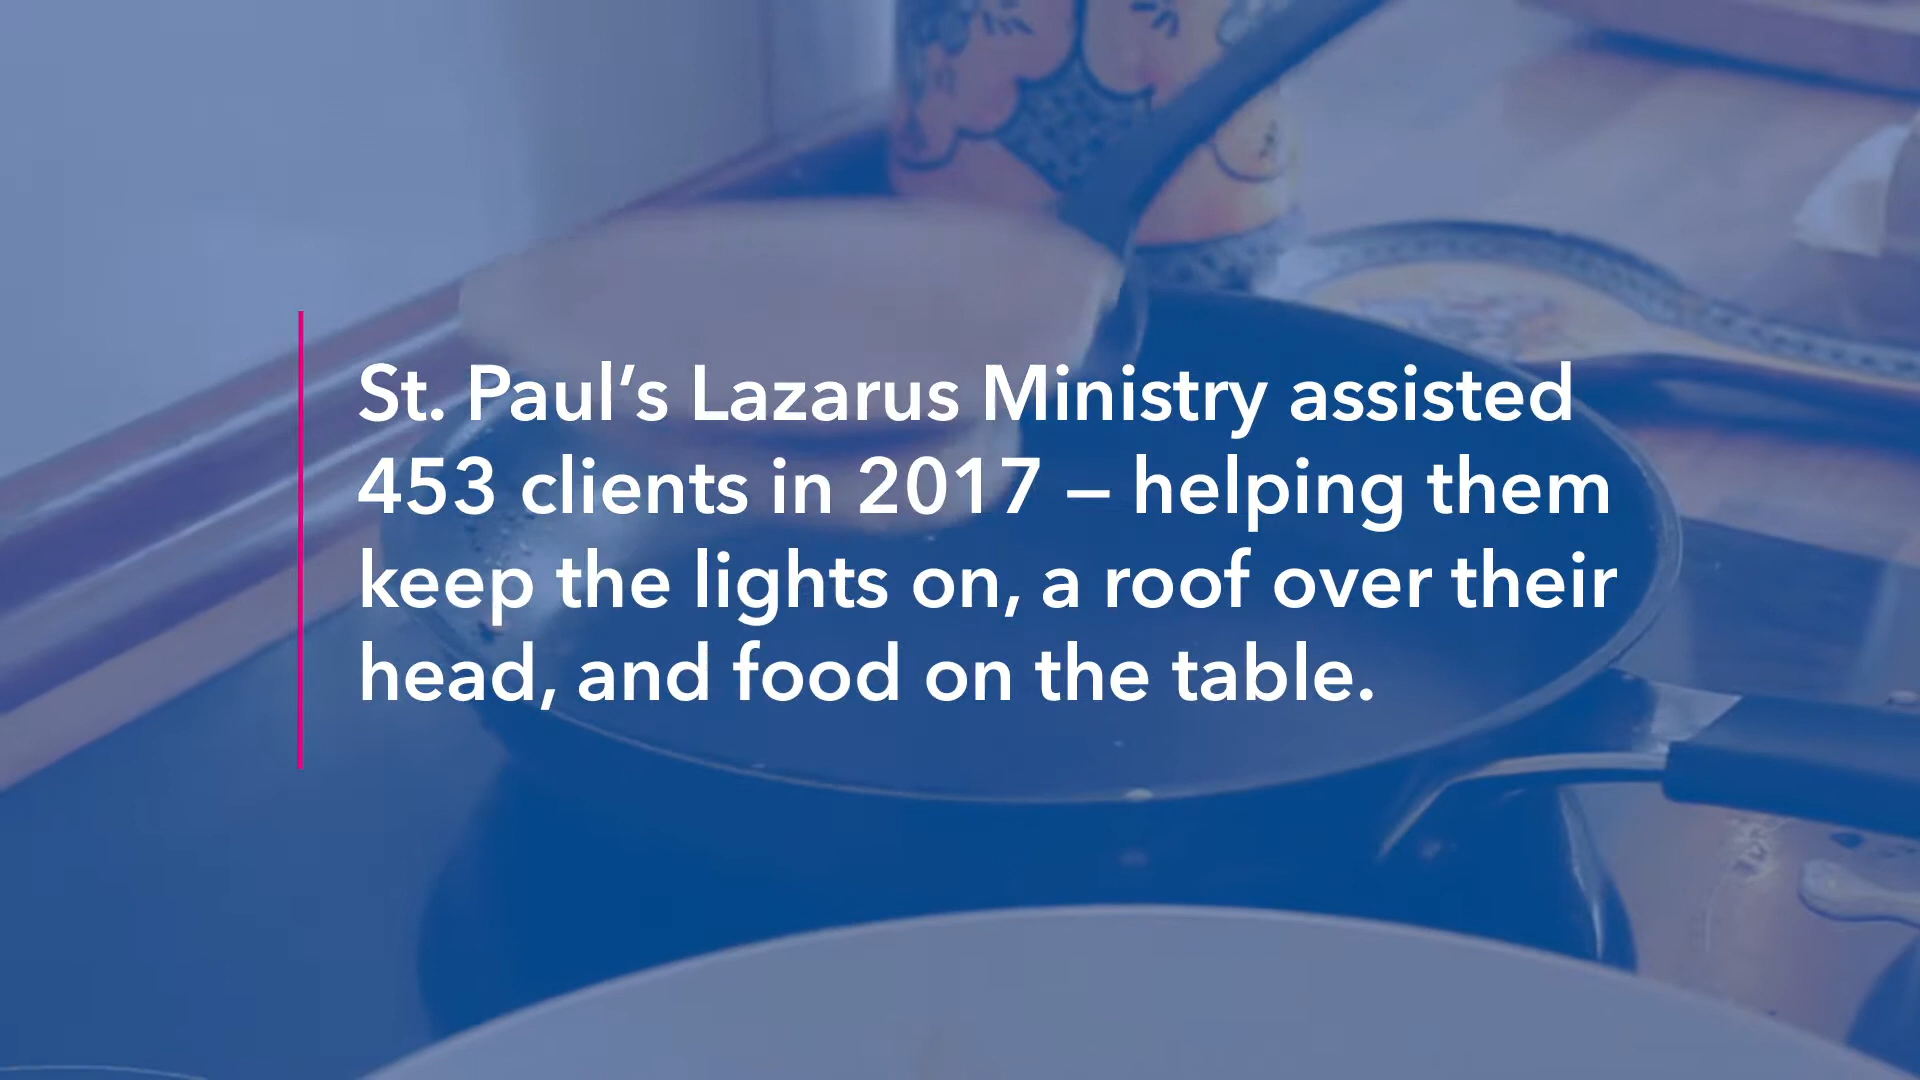 St. Paul’s Lazarus Ministry assisted
453 clients in 2017 – helping them
keep the lights on, a roof over their
head, and food on the table.